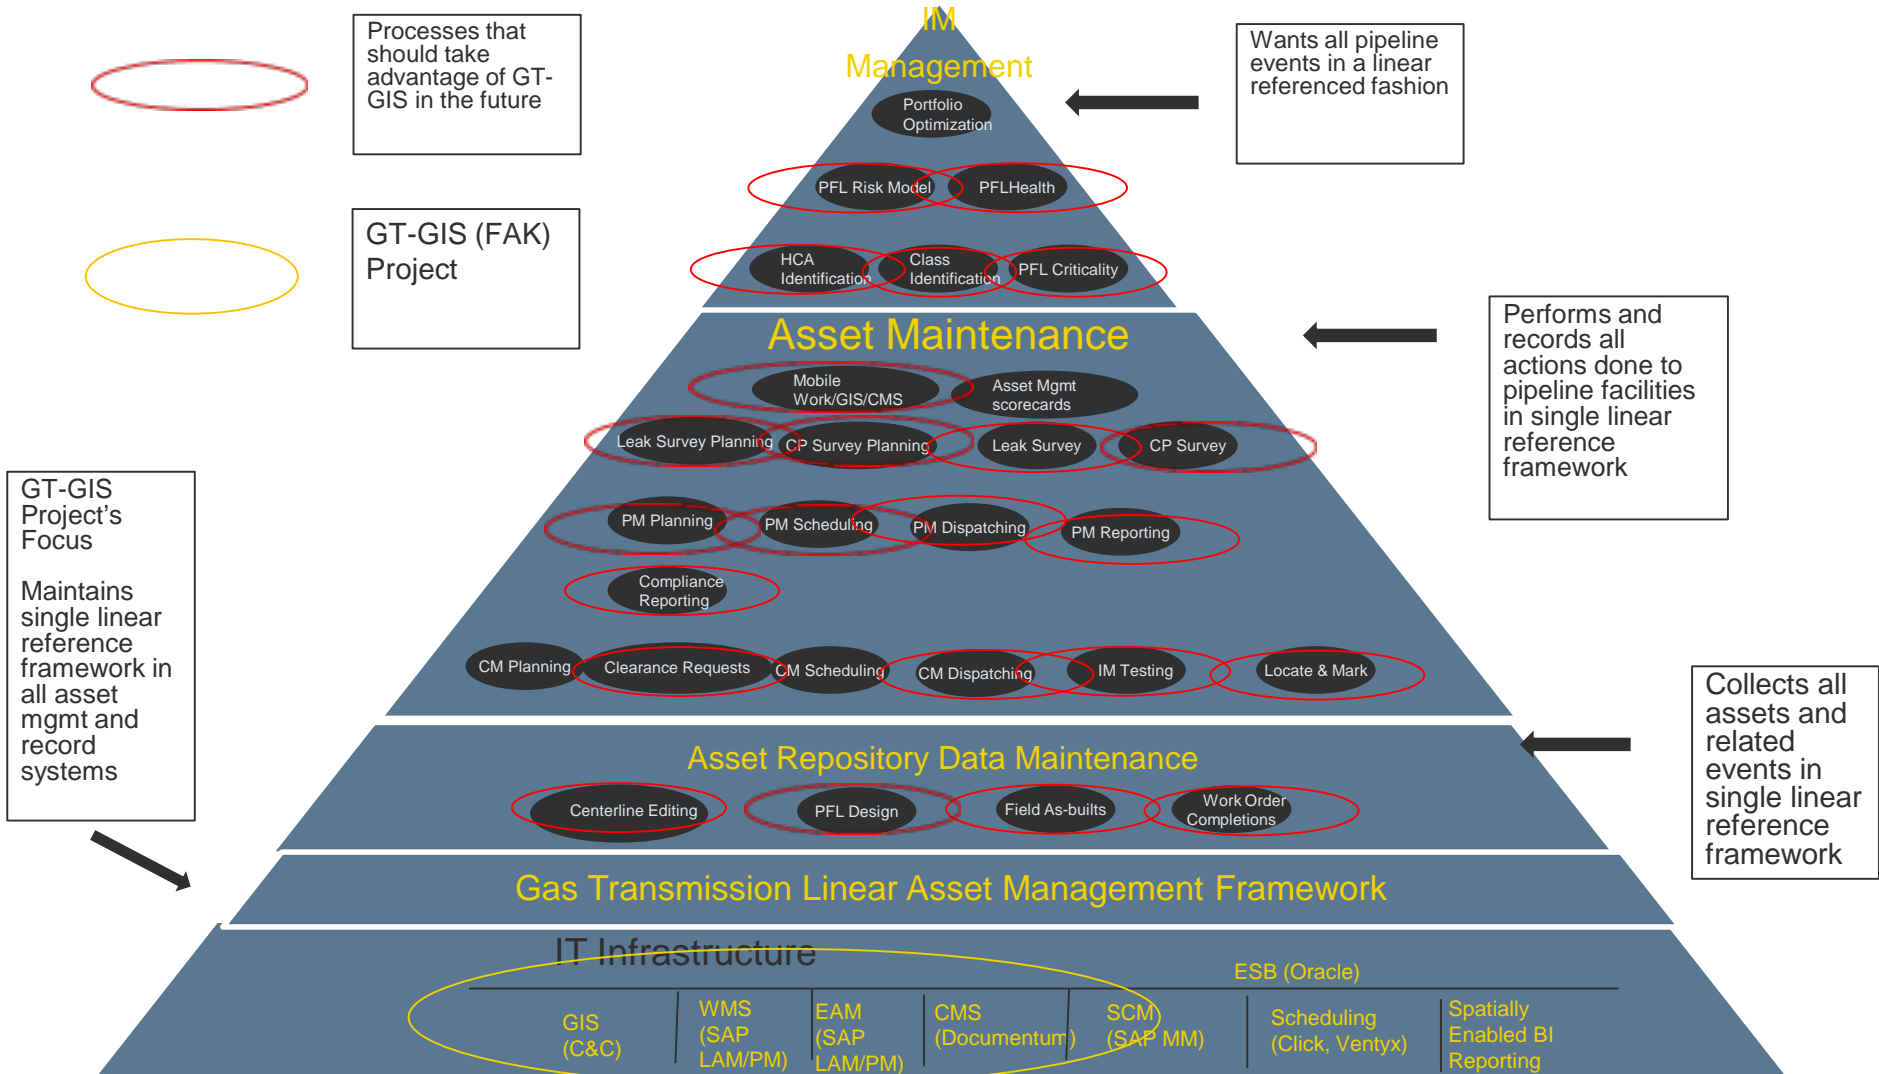 Processes that
should take
advantage of GT-
GIS in the future
GT-GIS (FAK)
Project
IM
Management
Wants all pipeline
events in a linear
referenced fashion
Portfolio
Optimization
PFL Risk Model
PFLHealth
HCA
Identification
Class
Identification
PFL Criticality
Asset Maintenance
Performs and
records all
actions done to
pipeline facilities
in single linear
reference
framework
Mobile
Work/GIS/CMS
Asset Mgmt
scorecards
Leak Survey Planning
CP Survey Planning
Leak Survey
CP Survey
GT-GIS
Project’s
Focus
Maintains
single linear
reference
framework in
all asset
mgmt and
record
systems
PM Planning
PM Scheduling
PM Dispatching
PM Reporting
Compliance
Reporting
CM Planning
Clearance Requests
CM Scheduling
CM Dispatching
IM Testing
Locate & Mark
Collects all
assets and
related
events in
single linear
reference
framework
Asset Repository Data Maintenance
Centerline Editing
PFL Design
Field As-builts
Work Order
Completions
Gas Transmission Linear Asset Management Framework
IT Infrastructure
ESB (Oracle)
GIS
(C&C)
WMS
(SAP
LAM/PM)
EAM
(SAP
LAM/PM)
CMS
(Documentum)
SCM
(SAP MM)
Scheduling
(Click, Ventyx)
Spatially
Enabled BI
Reporting